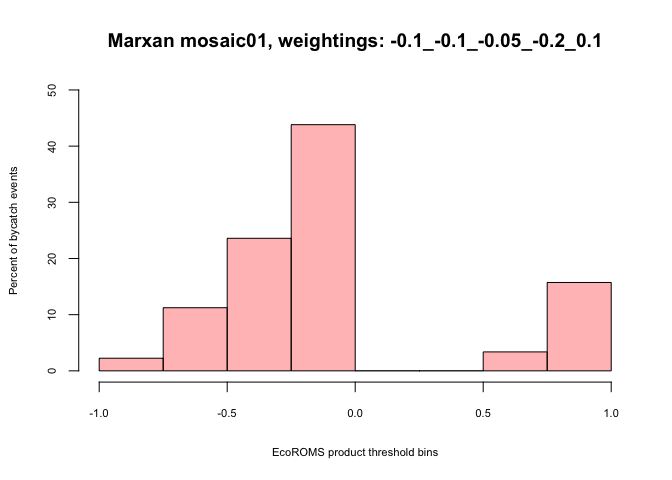 Marxan mosaic01, weightings: -0.1_-0.1_-0.05_-0.2_0.1
50
40
30
20
10
0
Percent of bycatch events
-1.0 -0.5 0.0 0.5 1.0
EcoROMS product threshold bins